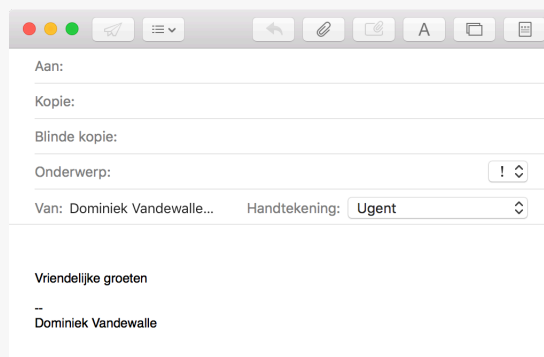 Aan:
Kopie:
Blinde kopie:
Onderwerp: !
Van: Dominiek Vandewalle... Handtekening: Ugent
Vriendelijke groeten
--
Dominiek Vandewalle